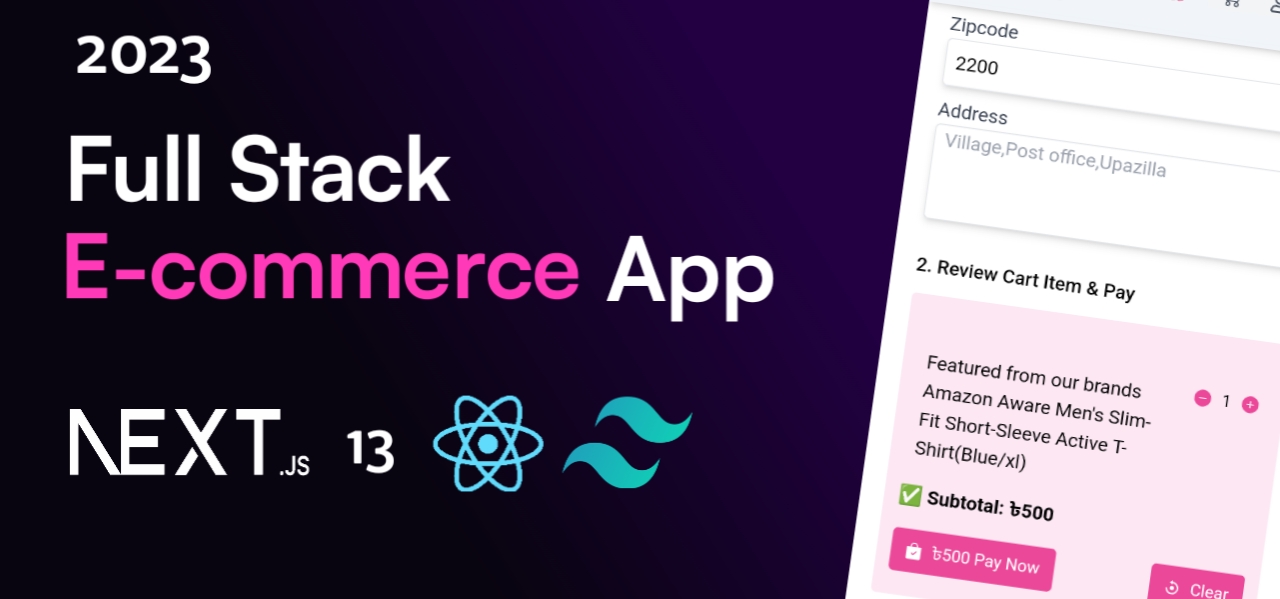 2023
Full Stack
E-commerce App
NEXT.JS 13
Zipcode
2200
Address
Village,Post office,Upazilla
2. Review Cart Item & Pay
Featured from our brands
Amazon Aware Men's Slim-
Fit Short-Sleeve Active T-
Shirt(Blue/xl)
1
Subtotal: ৳500
৳500 Pay Now
Clear